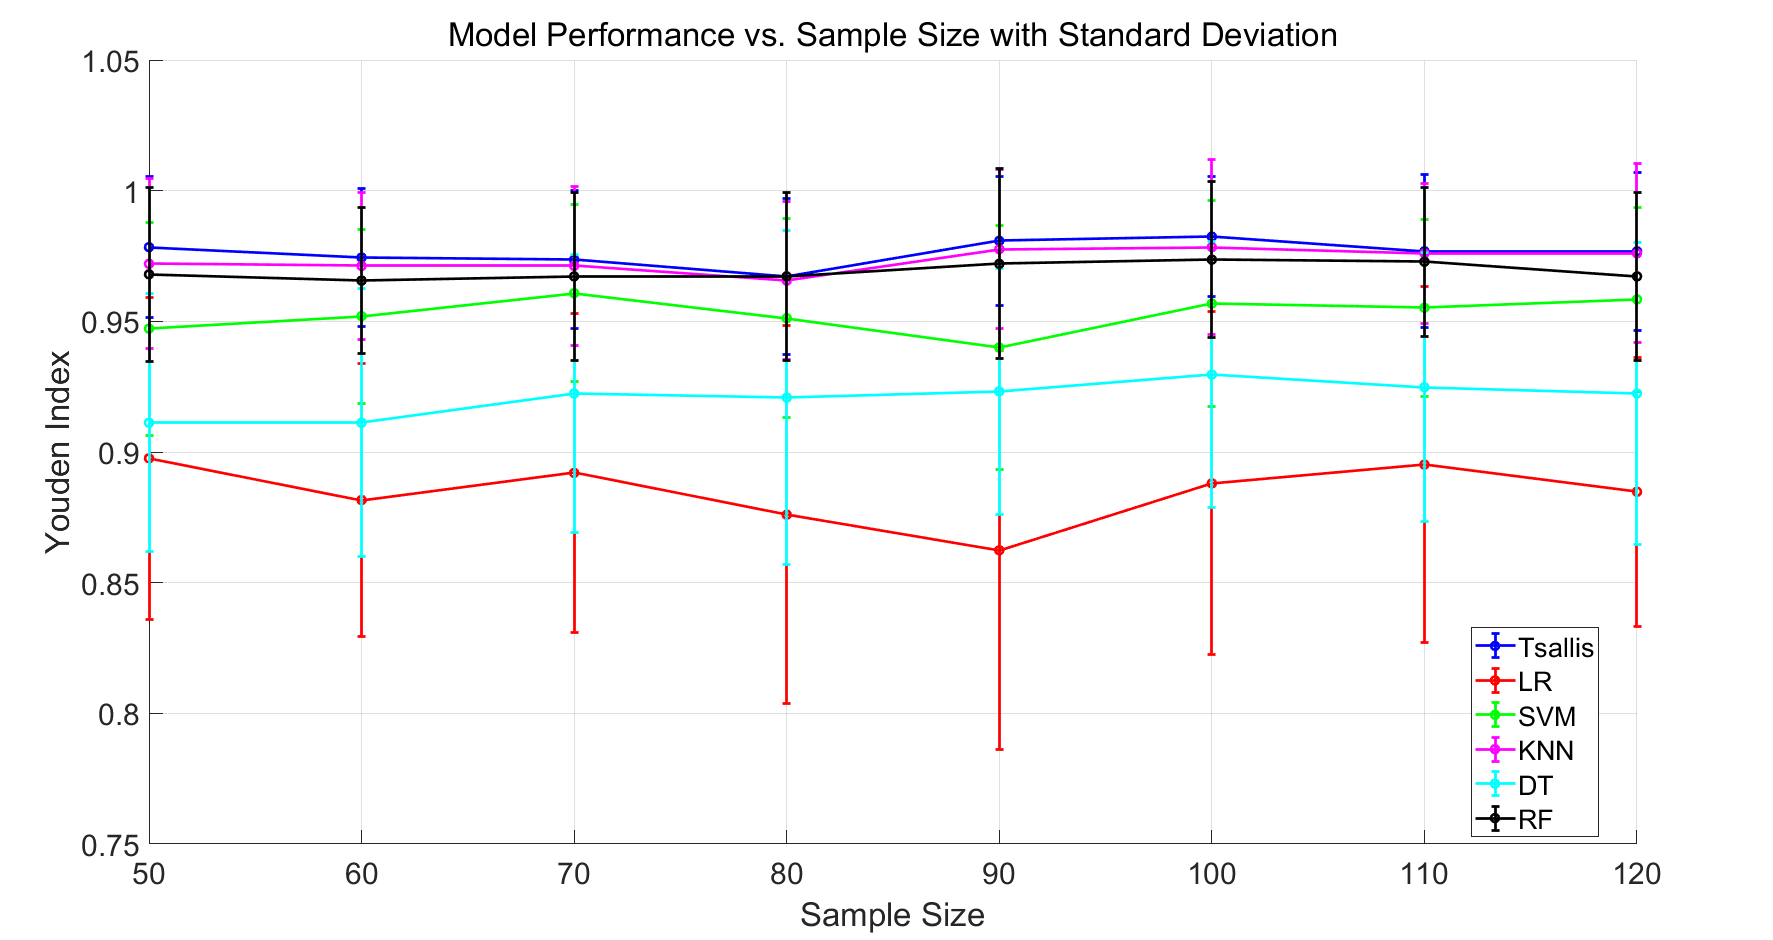 Model Performance vs. Sample Size with Standard Deviation
1.05
1
0.95
0.9
0.85
0.8
0.75
Youden Index
50 60 70 80 90 100 110 120
Sample Size
Tsallis
LR
SVM
KNN
DT
RF